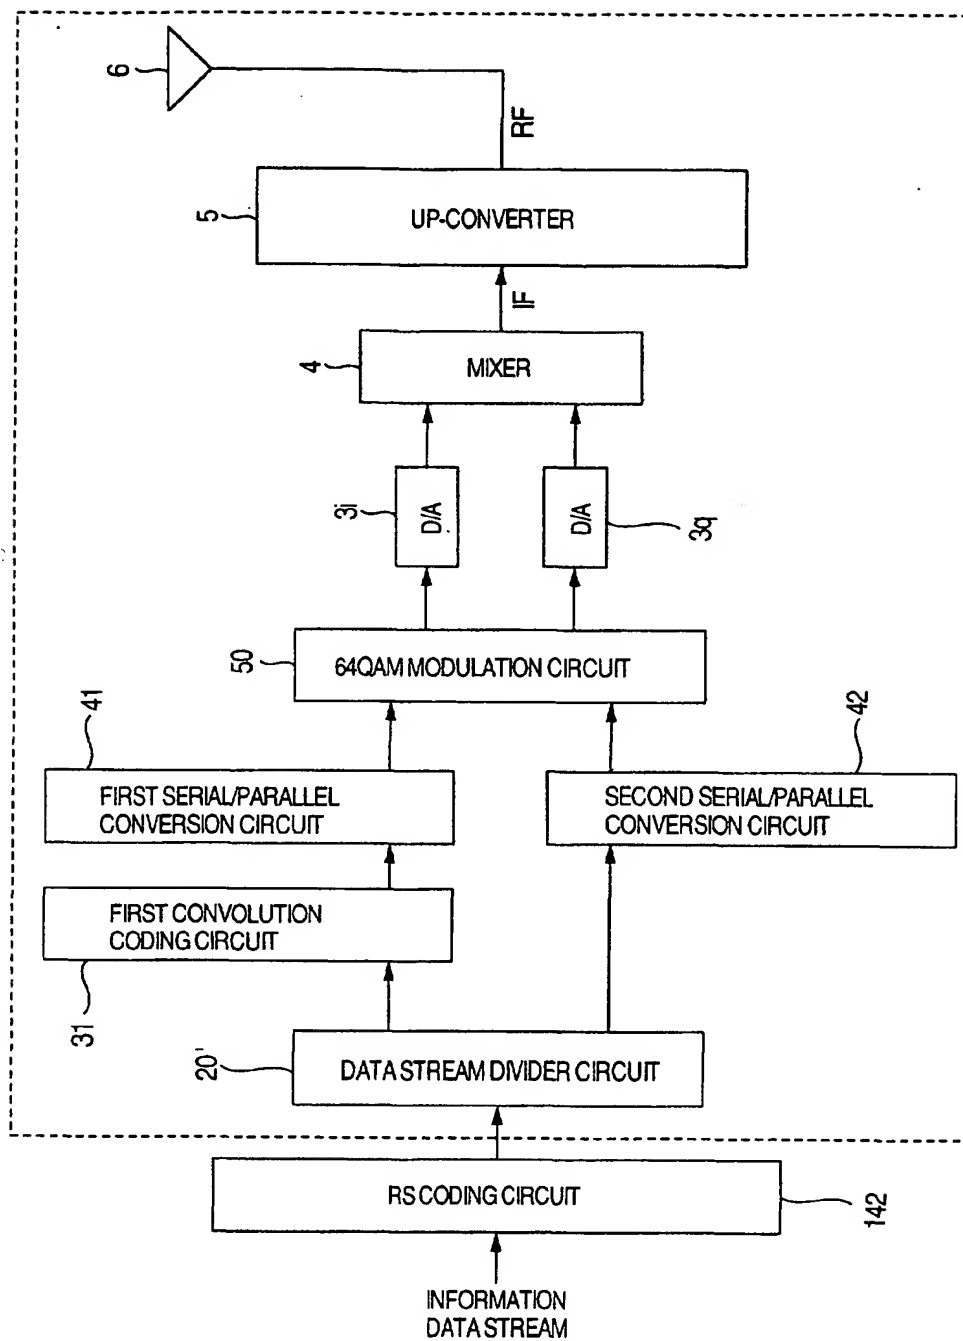 6
RF
5
UP-CONVERTER
IF
4
MIXER
3i
D/A
D/A
3q
50
64QAM MODULATION CIRCUIT
41
42
FIRST SERIAL/PARALLEL
CONVERSION CIRCUIT
SECOND SERIAL/PARALLEL
CONVERSION CIRCUIT
FIRST CONVOLUTION
CODING CIRCUIT
31
20'
DATA STREAM DIVIDER CIRCUIT
RS CODING CIRCUIT
142
INFORMATION
DATA STREAM